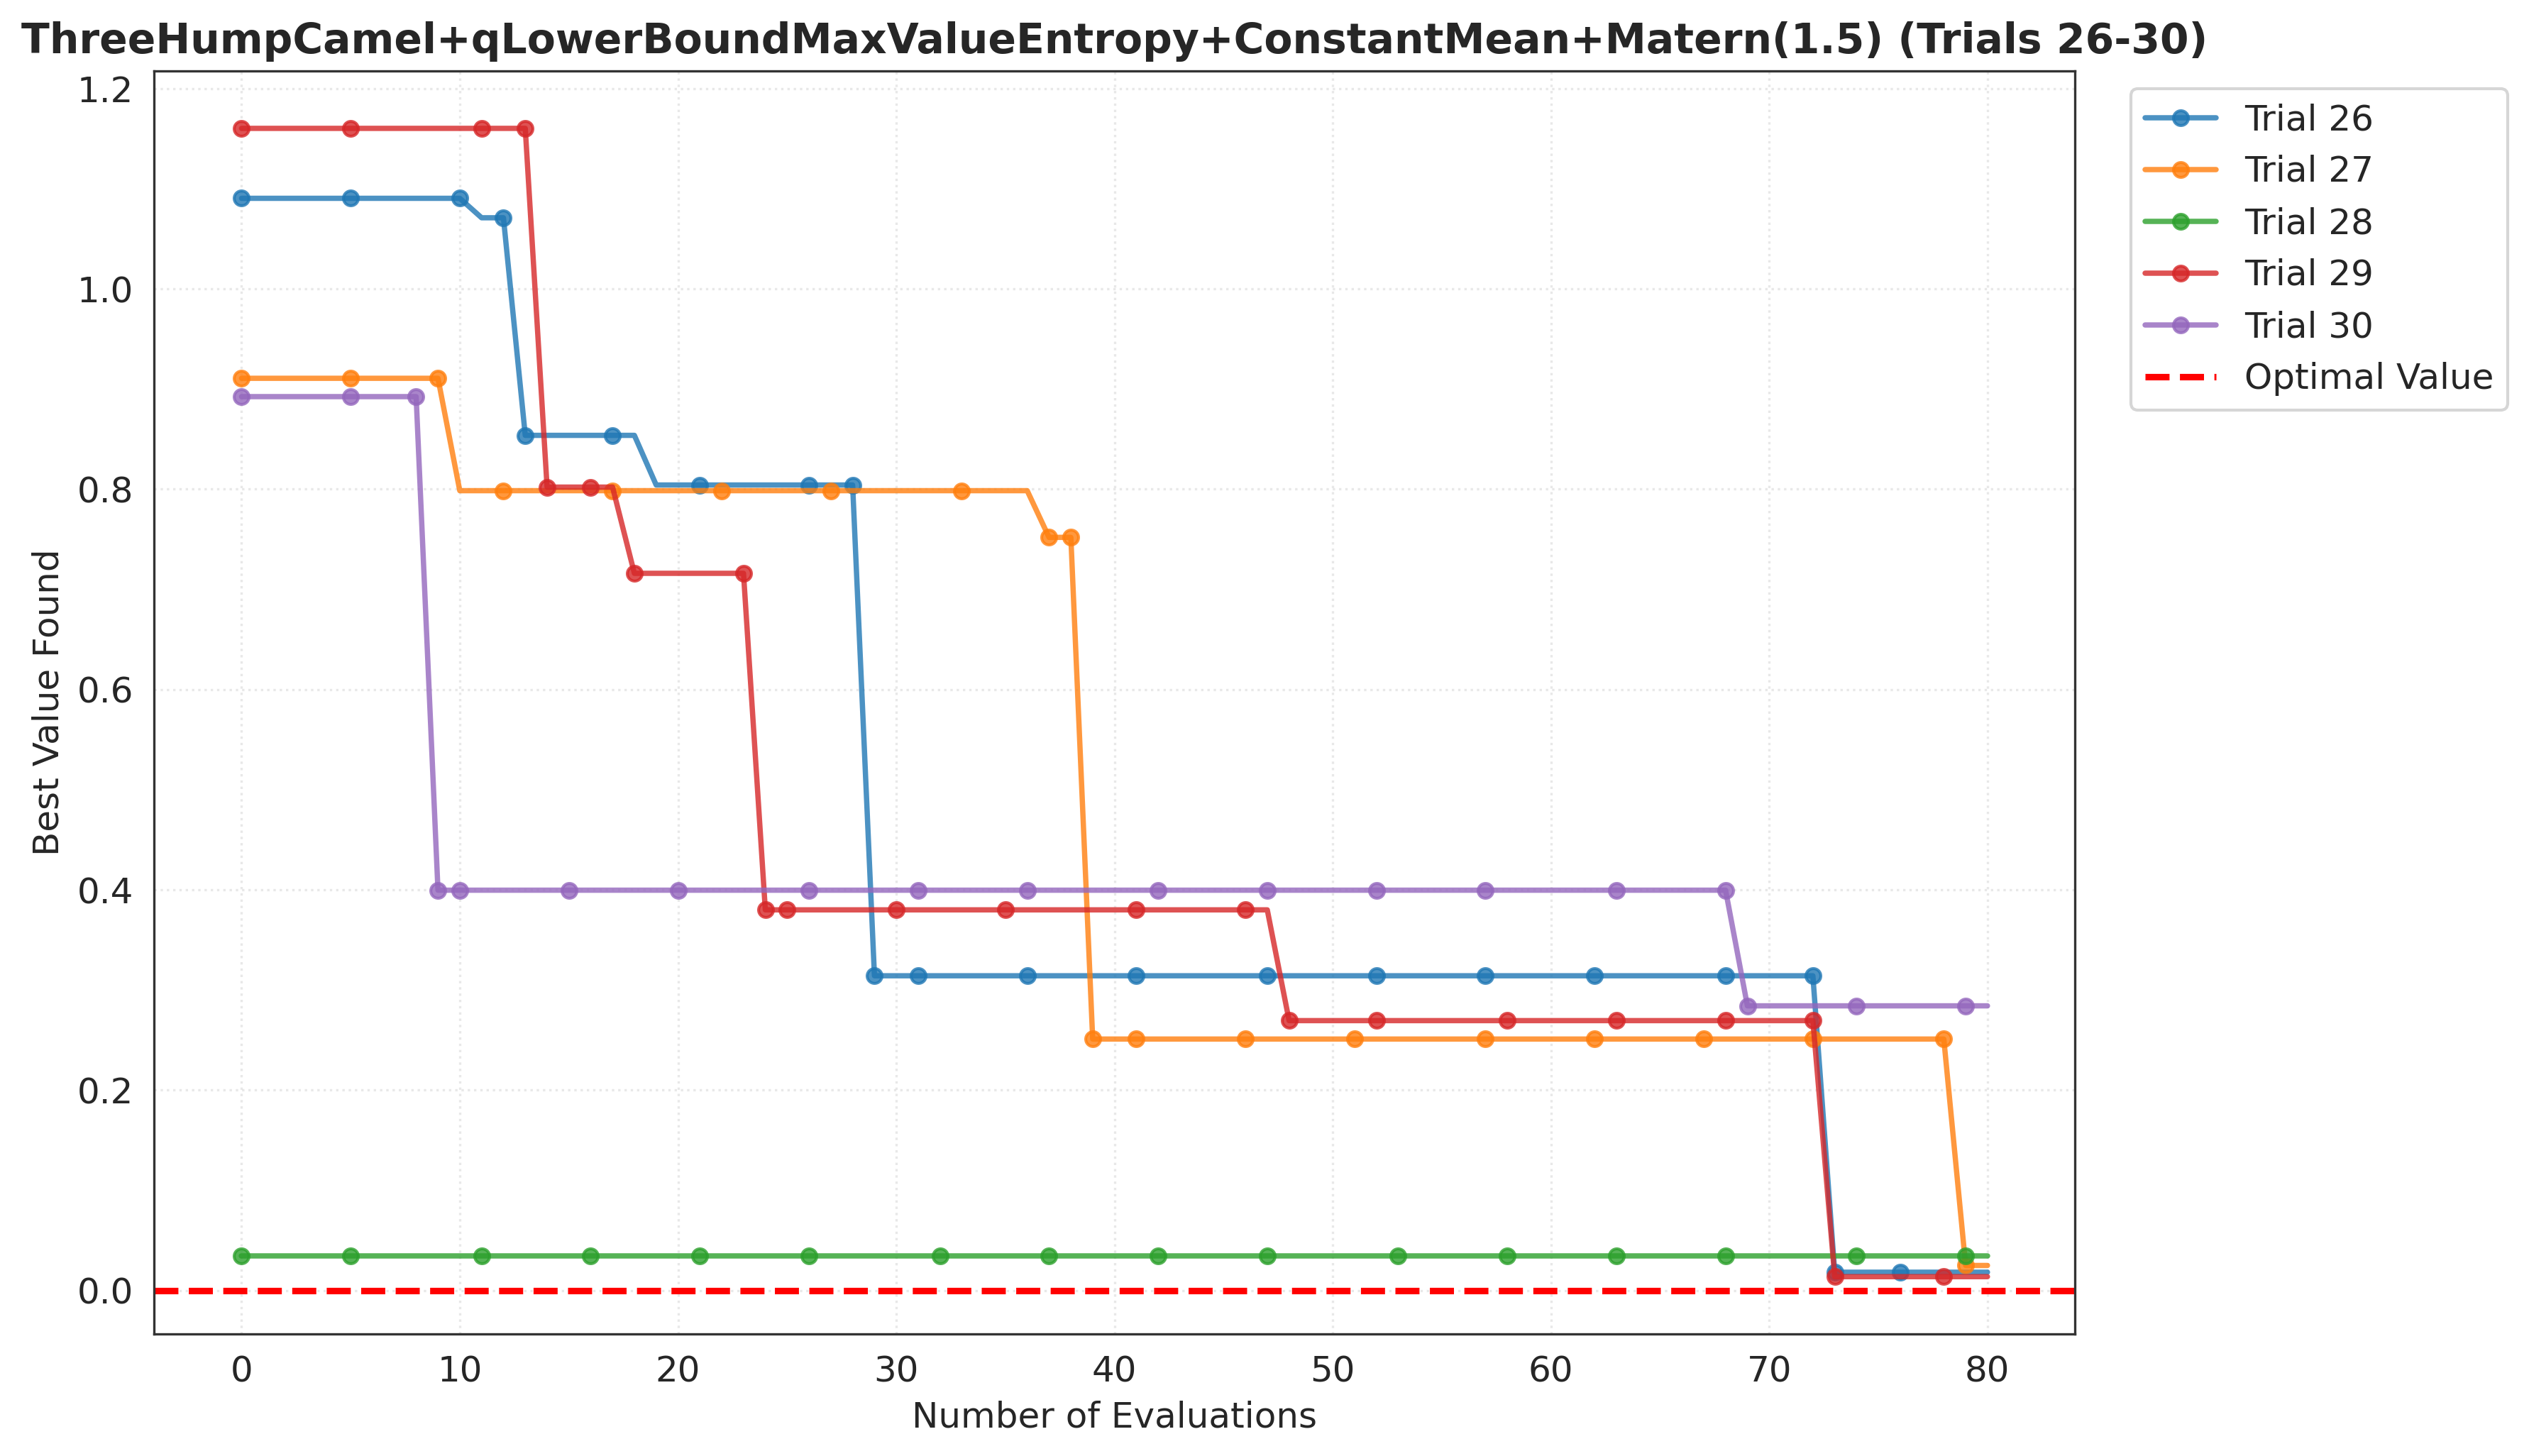 ThreeHumpCamel+qLowerBoundMaxValueEntropy+ConstantMean+Matern(1.5) (Trials 26-30)
1.2
1.0
0.8
0.6
0.4
0.2
0.0
Best Value Found
0 10 20 30 40 50 60 70 80
Number of Evaluations
Trial 26
Trial 27
Trial 28
Trial 29
Trial 30
Optimal Value